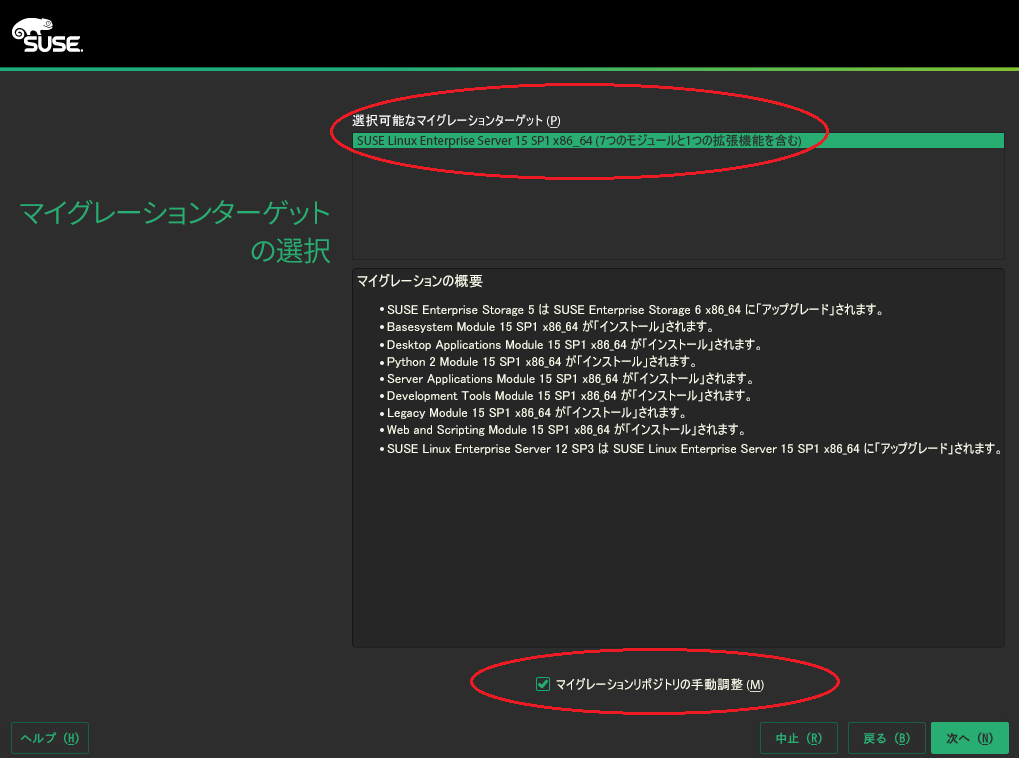 SUSE.
選択可能なマイグレーションターゲット (P)
SUSE Linux Enterprise Server 15 SP1 x86_64 (7つのモジュールと1つの拡張機能を含む)
マイグレーションターゲット
の選択
マイグレーションの概要
•SUSE Enterprise Storage 5 は SUSE Enterprise Storage 6 x86_64 に「アップグレード」されます。
•Basesystem Module 15 SP1 x86_64 が「インストール」されます。
•Desktop Applications Module 15 SP1 x86_64 が「インストール」されます。
•Python 2 Module 15 SP1 x86_64 が「インストール」されます。
•Server Applications Module 15 SP1 x86_64 が「インストール」されます。
•Development Tools Module 15 SP1 x86_64 が「インストール」されます。
•Legacy Module 15 SP1 x86_64 が「インストール」されます。
•Web and Scripting Module 15 SP1 x86_64 が「インストール」されます。
•SUSE Linux Enterprise Server 12 SP3 は SUSE Linux Enterprise Server 15 SP1 x86_64 に「アップグレード」されます。
マイグレーションリポジトリの手動調整 (M)
ヘルプ (H)
中止 (R)
戻る (B)
次へ (N)